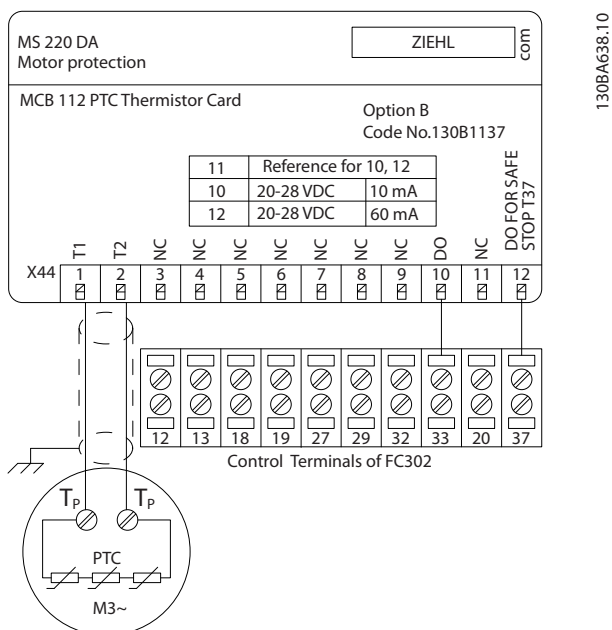 MS 220 DA
Motor protection
ZIEHL
com
130BA638.10
MCB 112 PTC Thermistor Card
Option B
Code No.130B1137
11 Reference for 10, 12
10 20-28 VDC 10 mA
12 20-28 VDC 60 mA
DO FOR SAFE
STOP T37
T1 T2 NC NC NC NC NC NC NC DO NC
X44 1 2 3 4 5 6 7 8 9 10 11 12
12 13 18 19 27 29 32 33 20 37
Control Terminals of FC302
TP TP
PTC
M3~